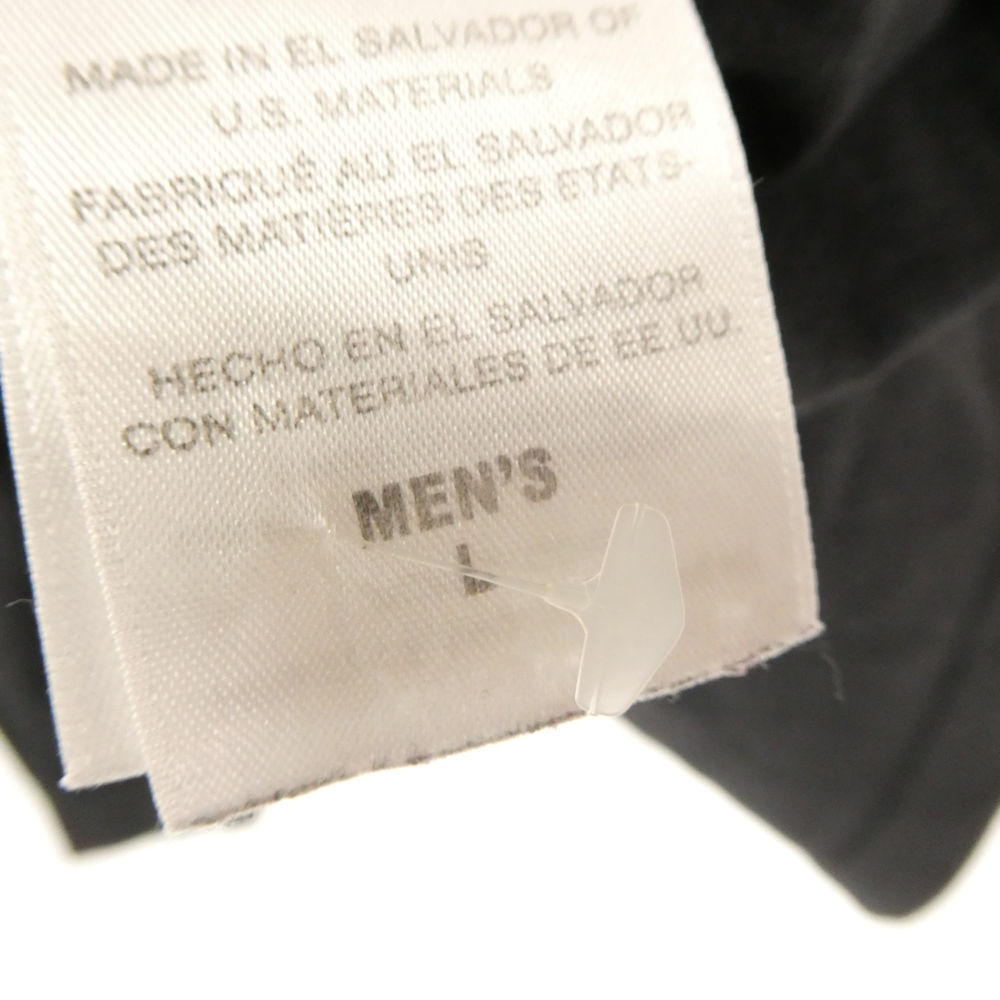 MADE IN EL SALVADOR OF
U.S. MATERIALS
FABRIQUÉ AU EL SALVADOR
DES MATIÈRES DES ETATS-
UNIS
HECHO EN EL SALVADOR
CON MATERIALES DE EE.UU.
MEN'S
L